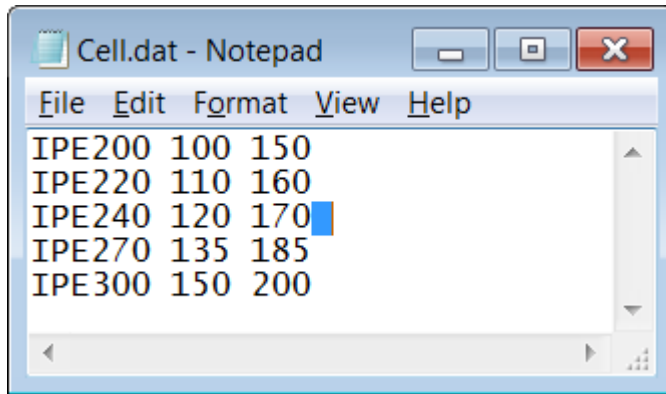 Cell.dat - Notepad
File Edit Format View Help
IPE200 100 150
IPE220 110 160
IPE240 120 170
IPE270 135 185
IPE300 150 200